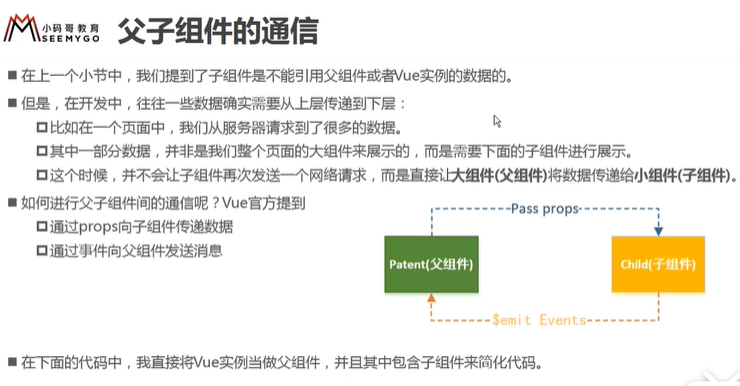 小码哥教育
SEEMYGO
父子组件的通信
在上一个小节中，我们提到了子组件是不能引用父组件或者Vue实例的数据的。
但是，在开发中，往往一些数据确实需要从上层传递到下层：
比如在一个页面中，我们从服务器请求到了很多的数据。
其中一部分数据，并非是我们整个页面的大组件来展示的，而是需要下面的子组件进行展示。
这个时候，并不会让子组件再次发送一个网络请求，而是直接让大组件(父组件)将数据传递给小组件(子组件)。
如何进行父子组件间的通信呢？Vue官方提到
通过props向子组件传递数据
通过事件向父组件发送消息
Pass props
Patent(父组件)
Child(子组件)
$emit Events
在下面的代码中，我直接将Vue实例当做父组件，并且其中包含子组件来简化代码。